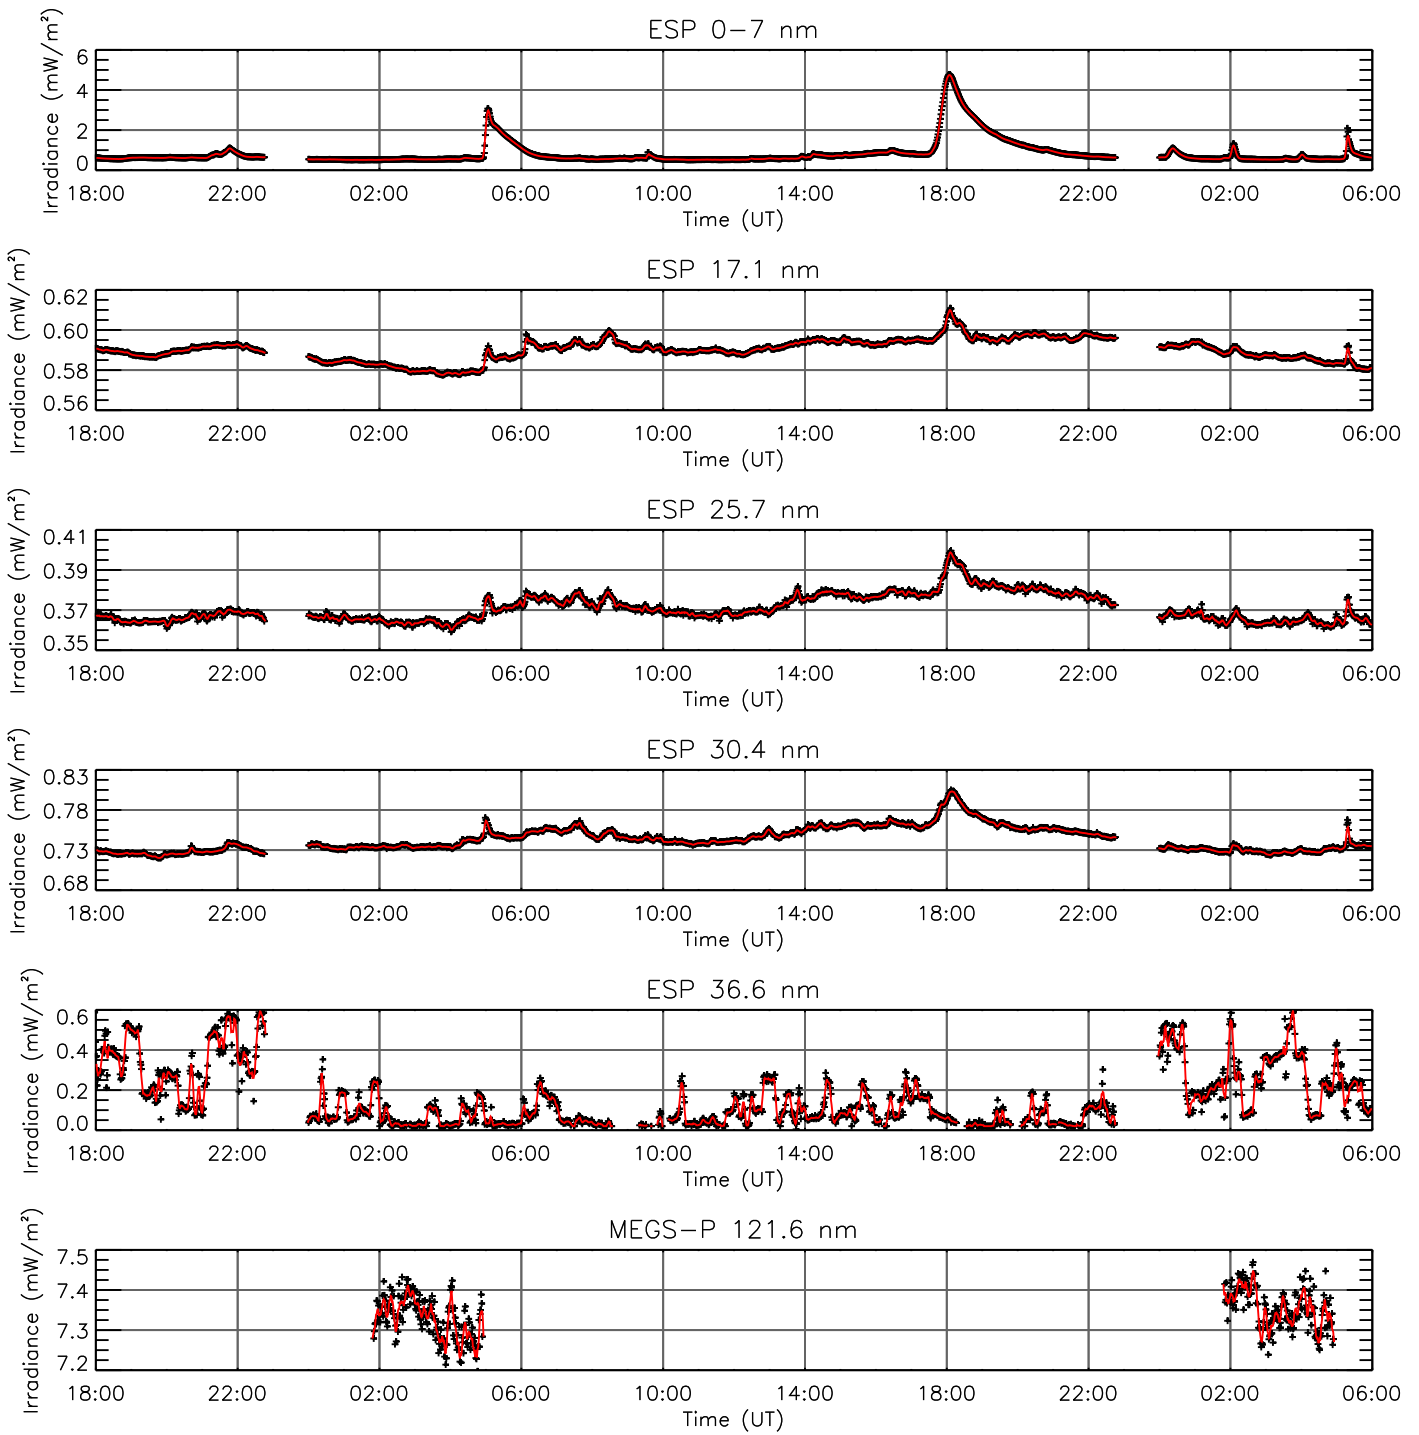 ESP 0−7 nm
Irradiance (mW/m²)
6
4
2
0
18:00 22:00 02:00 06:00 10:00 14:00 18:00 22:00 02:00 06:00
Time (UT)
ESP 17.1 nm
Irradiance (mW/m²)
0.62
0.60
0.58
0.56
18:00 22:00 02:00 06:00 10:00 14:00 18:00 22:00 02:00 06:00
Time (UT)
ESP 25.7 nm
Irradiance (mW/m²)
0.41
0.39
0.37
0.35
18:00 22:00 02:00 06:00 10:00 14:00 18:00 22:00 02:00 06:00
Time (UT)
ESP 30.4 nm
Irradiance (mW/m²)
0.83
0.78
0.73
0.68
18:00 22:00 02:00 06:00 10:00 14:00 18:00 22:00 02:00 06:00
Time (UT)
ESP 36.6 nm
Irradiance (mW/m²)
0.6
0.4
0.2
0.0
18:00 22:00 02:00 06:00 10:00 14:00 18:00 22:00 02:00 06:00
Time (UT)
MEGS−P 121.6 nm
Irradiance (mW/m²)
7.5
7.4
7.3
7.2
18:00 22:00 02:00 06:00 10:00 14:00 18:00 22:00 02:00 06:00
Time (UT)